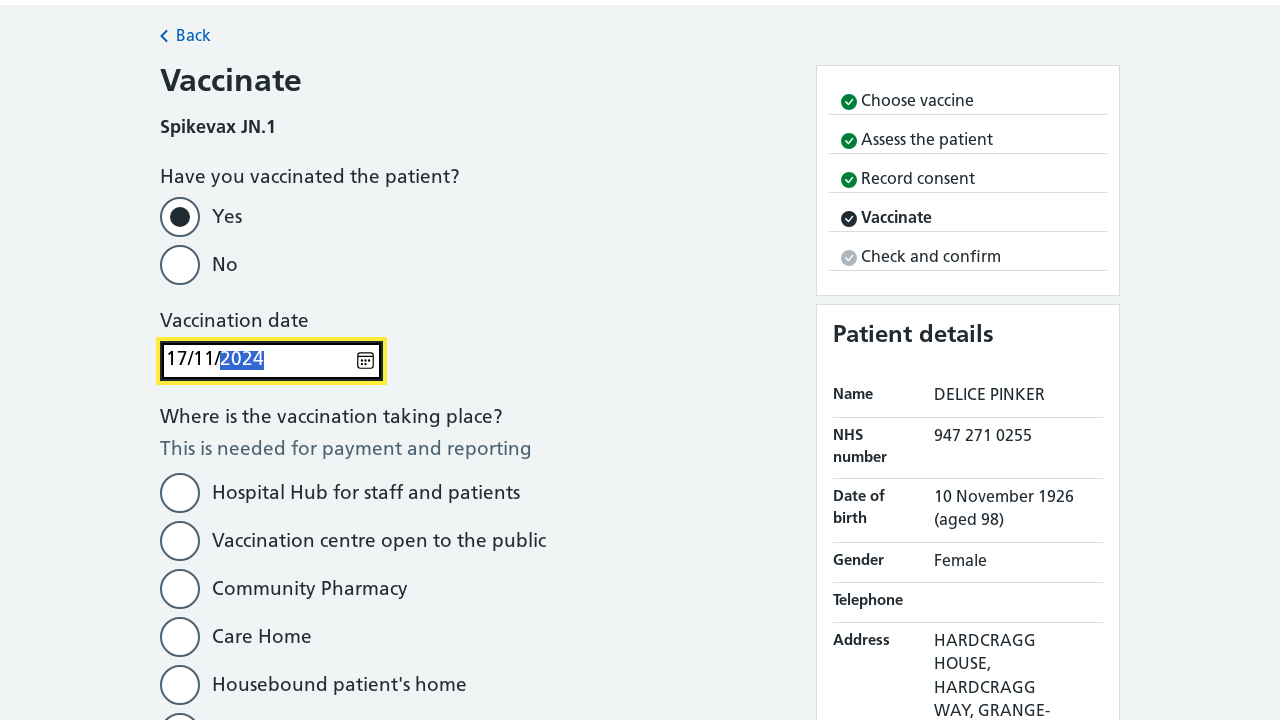 Back
Vaccinate
Spikevax JN.1
Have you vaccinated the patient?
Yes
No
Vaccination date
17/11/2024
Where is the vaccination taking place?
This is needed for payment and reporting
Hospital Hub for staff and patients
Vaccination centre open to the public
Community Pharmacy
Care Home
Housebound patient's home
Choose vaccine
Assess the patient
Record consent
Vaccinate
Check and confirm
Patient details
Name DELICE PINKER
NHS number 947 271 0255
Date of birth 10 November 1926
(aged 98)
Gender Female
Telephone
Address HARDCRAGG
HOUSE,
HARDCRAGG
WAY, GRANGE-